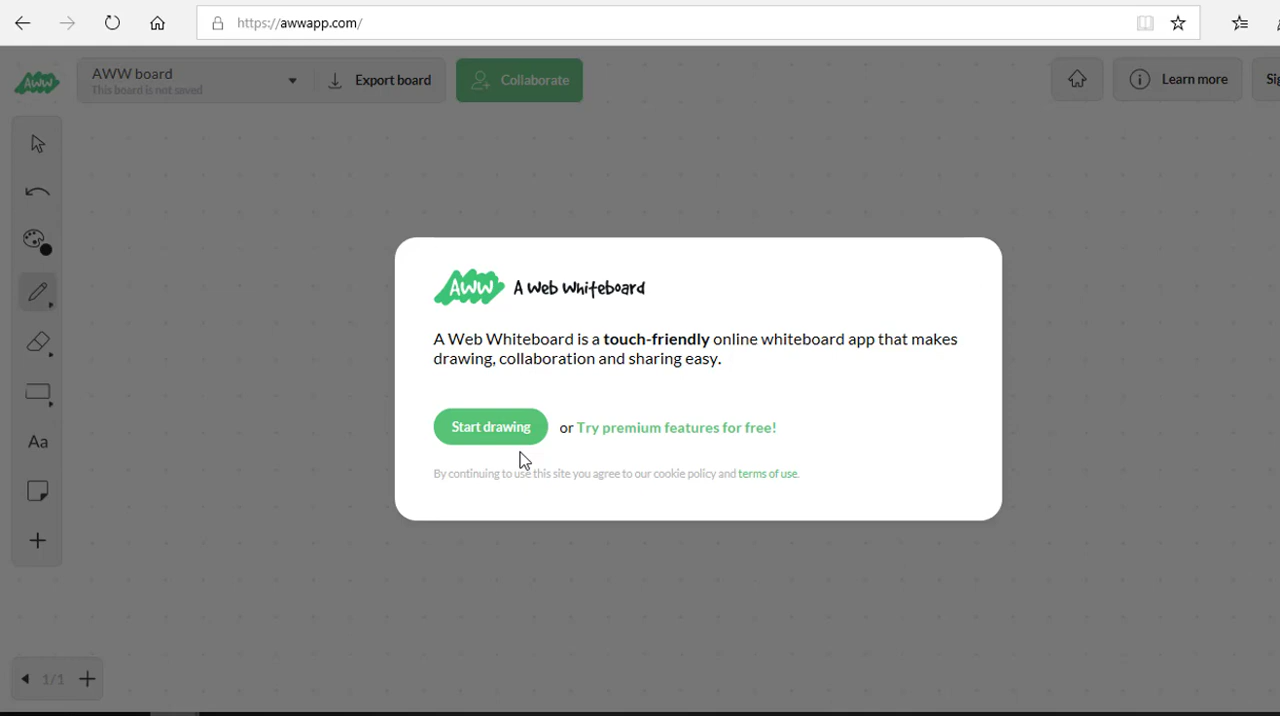 https://awwapp.com/
AWW
AWW board
This board is not saved
Export board
Collaborate
Learn more
AWW A Web Whiteboard
A Web Whiteboard is a touch-friendly online whiteboard app that makes
drawing, collaboration and sharing easy.
Start drawing or Try premium features for free!
By continuing to use this site you agree to our cookie policy and terms of use.
Aa
1/1